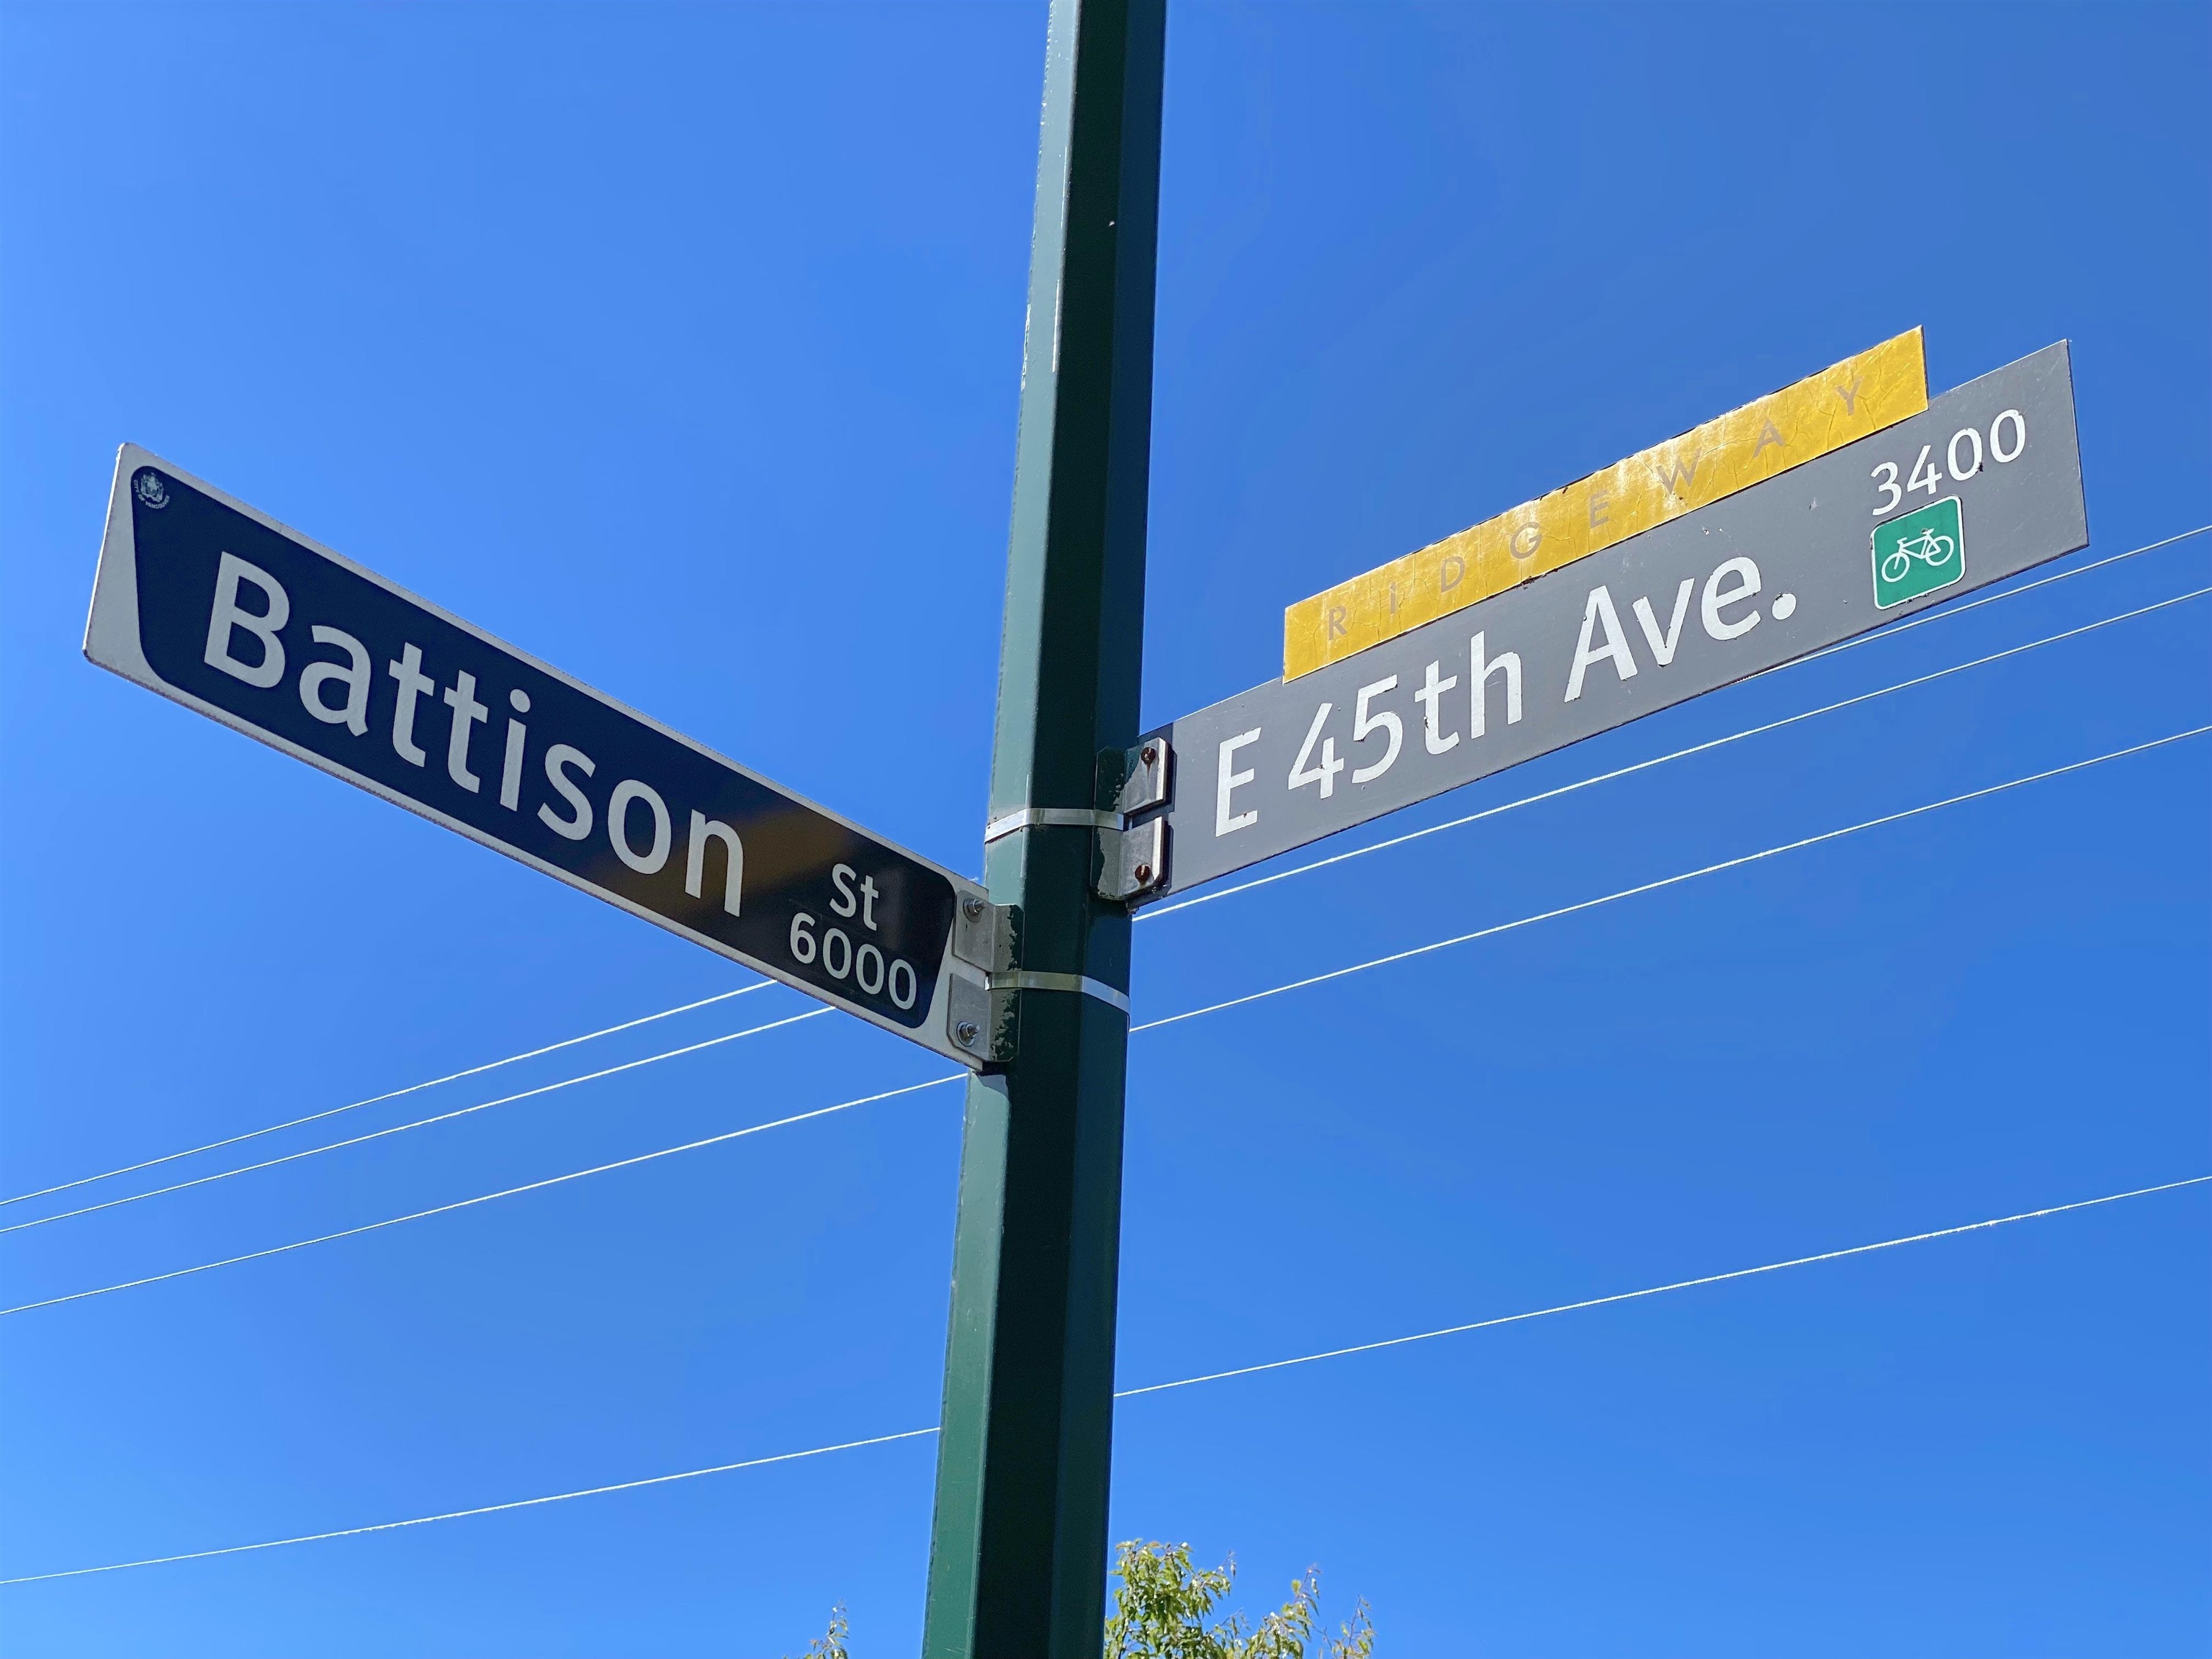 Battison
St
6000
RIDGEWAY
3400
E 45th Ave.